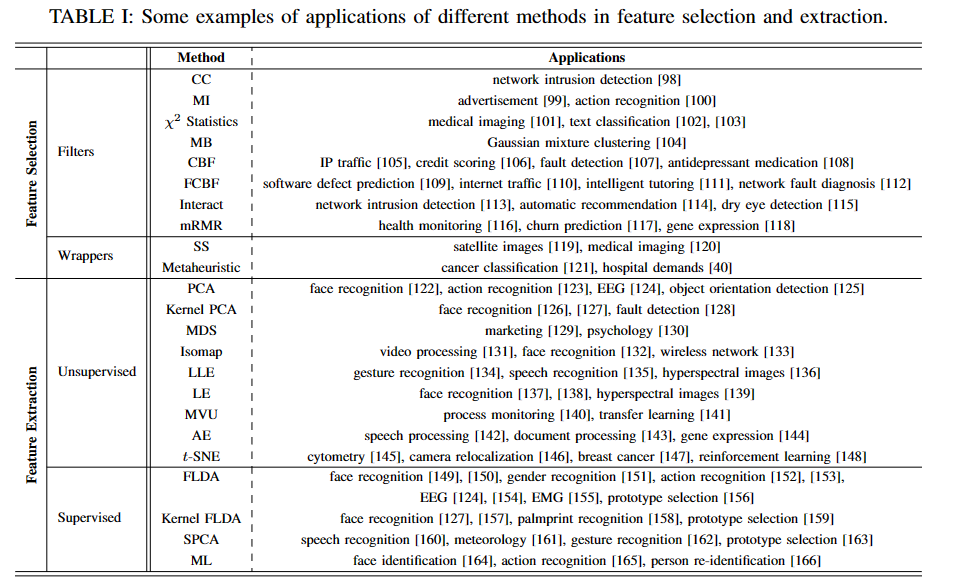 TABLE I: Some examples of applications of different methods in feature selection and extraction.
Method Applications
Feature Selection
Filters
CC network intrusion detection [98]
MI advertisement [99], action recognition [100]
χ² Statistics medical imaging [101], text classification [102], [103]
MB Gaussian mixture clustering [104]
CBF IP traffic [105], credit scoring [106], fault detection [107], antidepressant medication [108]
FCBF software defect prediction [109], internet traffic [110], intelligent tutoring [111], network fault diagnosis [112]
Interact network intrusion detection [113], automatic recommendation [114], dry eye detection [115]
mRMR health monitoring [116], churn prediction [117], gene expression [118]
Wrappers
SS satellite images [119], medical imaging [120]
Metaheuristic cancer classification [121], hospital demands [40]
Feature Extraction
Unsupervised
PCA face recognition [122], action recognition [123], EEG [124], object orientation detection [125]
Kernel PCA face recognition [126], [127], fault detection [128]
MDS marketing [129], psychology [130]
Isomap video processing [131], face recognition [132], wireless network [133]
LLE gesture recognition [134], speech recognition [135], hyperspectral images [136]
LE face recognition [137], [138], hyperspectral images [139]
MVU process monitoring [140], transfer learning [141]
AE speech processing [142], document processing [143], gene expression [144]
t-SNE cytometry [145], camera relocalization [146], breast cancer [147], reinforcement learning [148]
Supervised
FLDA face recognition [149], [150], gender recognition [151], action recognition [152], [153],
EEG [124], [154], EMG [155], prototype selection [156]
Kernel FLDA face recognition [127], [157], palmprint recognition [158], prototype selection [159]
SPCA speech recognition [160], meteorology [161], gesture recognition [162], prototype selection [163]
ML face identification [164], action recognition [165], person re-identification [166]